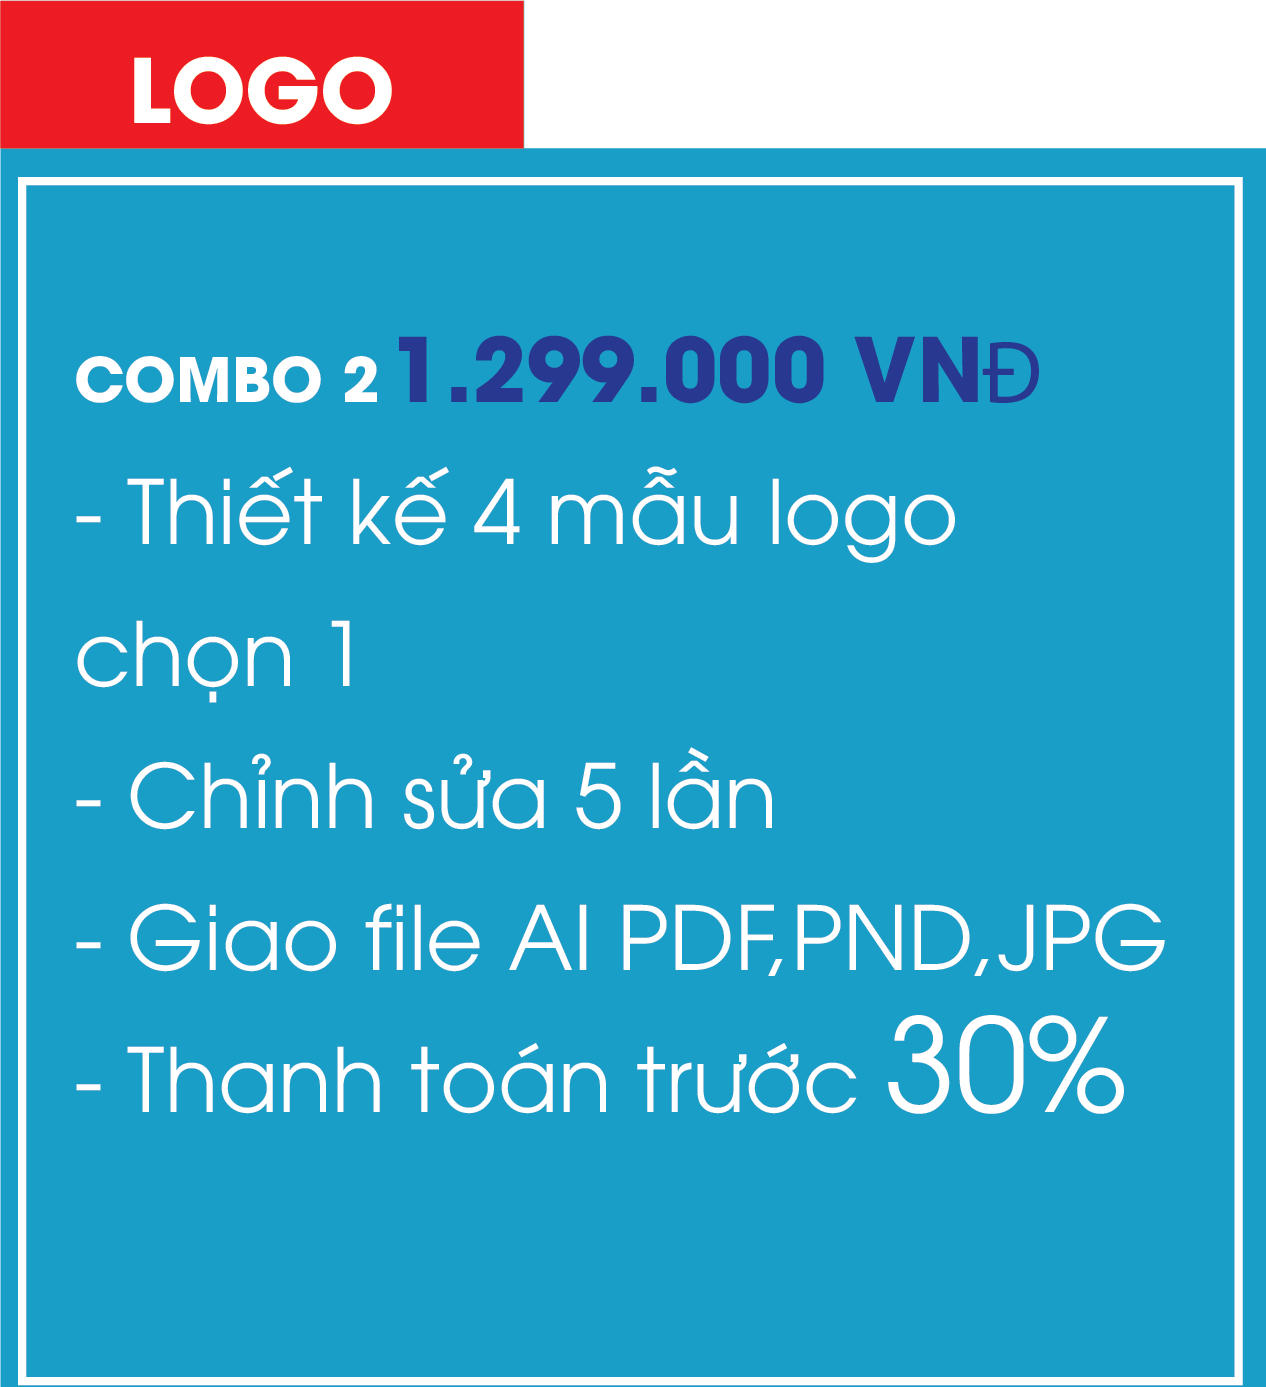 LOGO
COMBO 2 1.299.000 VNĐ
- Thiết kế 4 mẫu logo
chọn 1
- Chỉnh sửa 5 lần
- Giao file AI PDF,PND,JPG
- Thanh toán trước 30%